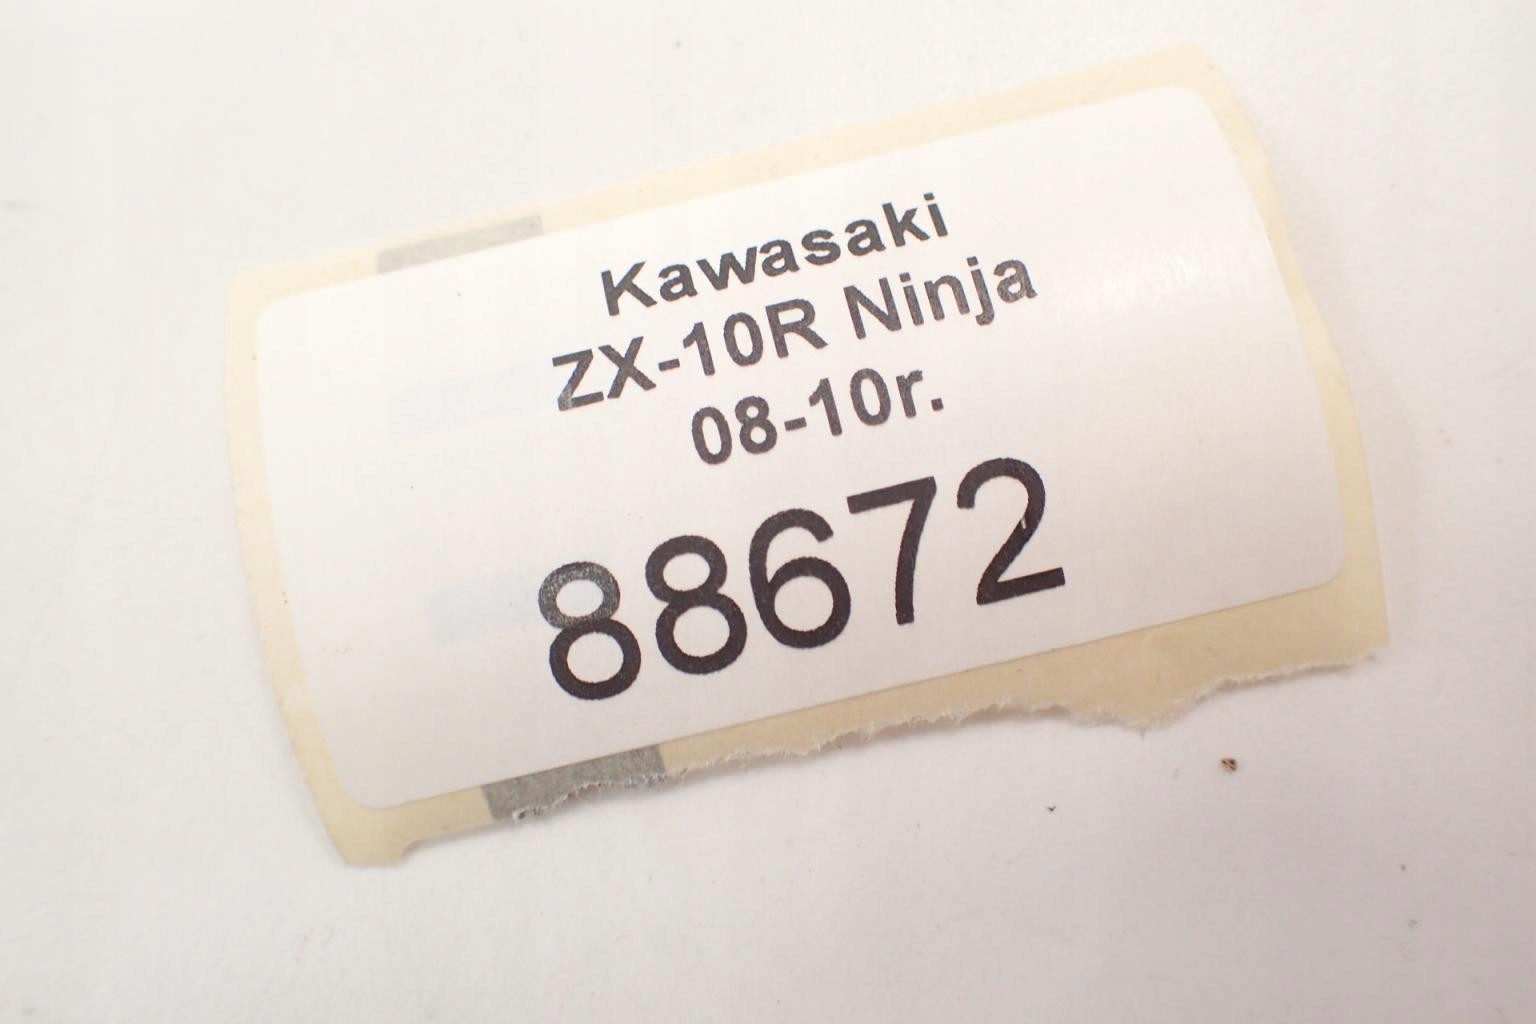 Kawasaki
ZX-10R Ninja
08-10r.
88672